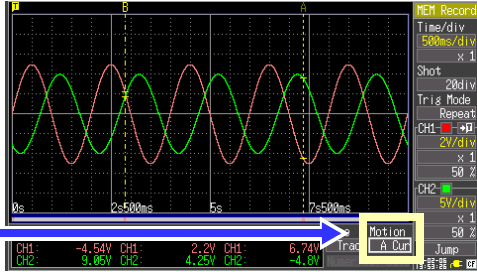 T
B
A
MEM Record
Time/div
500ms/div
x 1
Shot
20div
Trig Mode
Repeat
CH1
2V/div
x 1
50 %
CH2
5V/div
x 1
50 %
Jump
0s
2s500ms
5s
7s500ms
Motion
Trac
A Cur
CH1: -4.54V CH1: 2.2V CH1: 6.74V
CH2: 9.05V CH2: 4.25V CH2: -4.8V